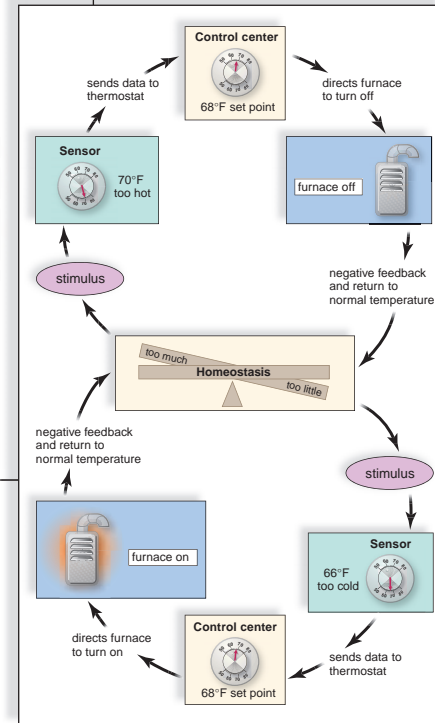 Control center
68°F set point
sends data to
thermostat
directs furnace
to turn off
Sensor
70°F
too hot
furnace off
stimulus
negative feedback
and return to
normal temperature
too much
Homeostasis
too little
negative feedback
and return to
normal temperature
stimulus
furnace on
Sensor
66°F
too cold
directs furnace
to turn on
Control center
68°F set point
sends data to
thermostat